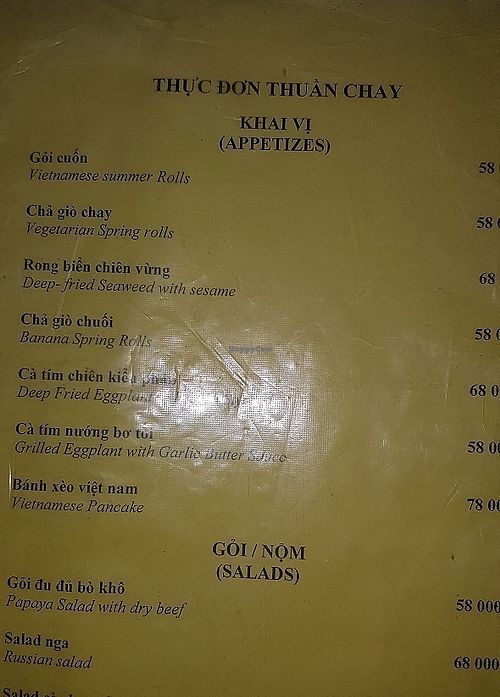 THỰC ĐƠN THUẦN CHAY
KHAI VỊ
(APPETIZES)
Gỏi cuốn
Vietnamese summer Rolls
58
Chả giò chay
Vegetarian Spring rolls
58 0
Rong biển chiên vừng
Deep- fried Seaweed with sesame
68
Chả giò chuối
Banana Spring Rolls
58 0
Cà tím chiên kiểu
Deep Fried Eggplant
68 0
Cà tím nướng bơ tỏi
Grilled Eggplant with Garlic Butter Sauce
58 00
Bánh xèo việt nam
Vietnamese Pancake
78 00
GỎI / NỘM
(SALADS)
Gỏi đu đủ bò khô
Papaya Salad with dry beef
58 000
Salad nga
Russian salad
68 000